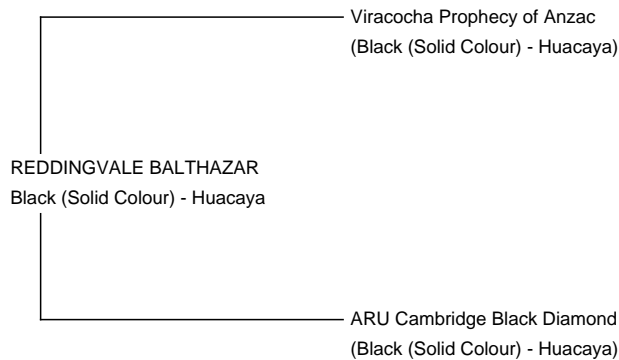 Viracocha Prophecy of Anzac
(Black (Solid Colour) - Huacaya)
REDDINGVALE BALTHAZAR
Black (Solid Colour) - Huacaya
ARU Cambridge Black Diamond
(Black (Solid Colour) - Huacaya)